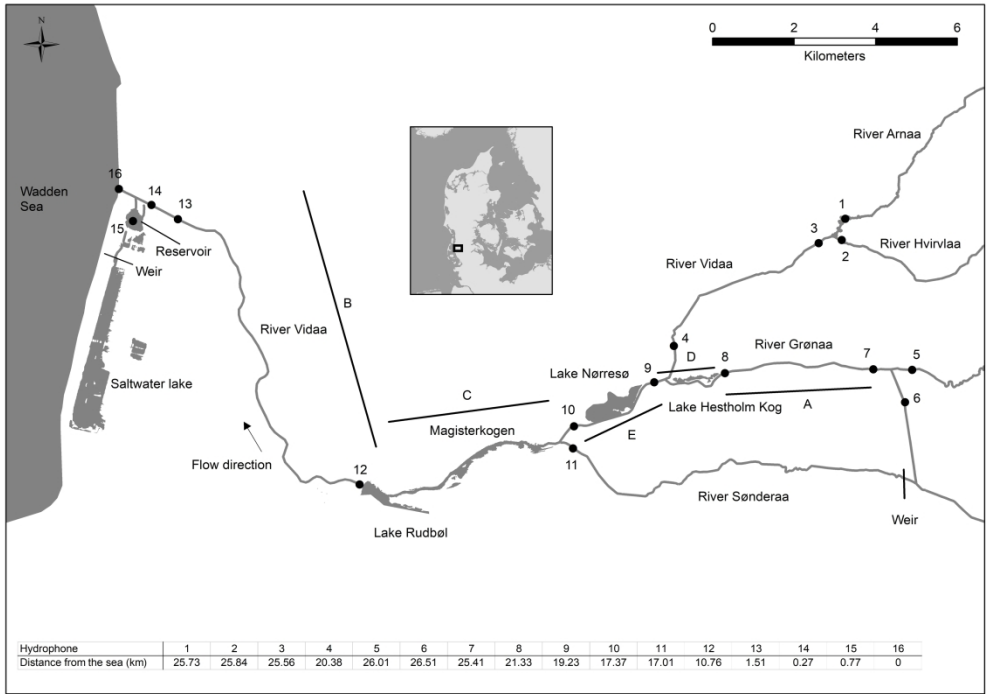 N
0 2 4 6
Kilometers
River Arnaa
Wadden
Sea
16
14
13
15
Reservoir
Weir
1
3
2
River Hvirvlaa
River Vidaa
B
River Vidaa
4
River Grønaa
D
8
7
5
9
Lake Nørresø
6
Saltwater lake
C
Lake Hestholm Kog
A
10
Magisterkogen
E
11
Flow direction
12
River Sønderaa
Weir
Lake Rudbøl
Hydrophone 1 2 3 4 5 6 7 8 9 10 11 12 13 14 15 16
Distance from the sea (km) 25.73 25.84 25.56 20.38 26.01 26.51 25.41 21.33 19.23 17.37 17.01 10.76 1.51 0.27 0.77 0